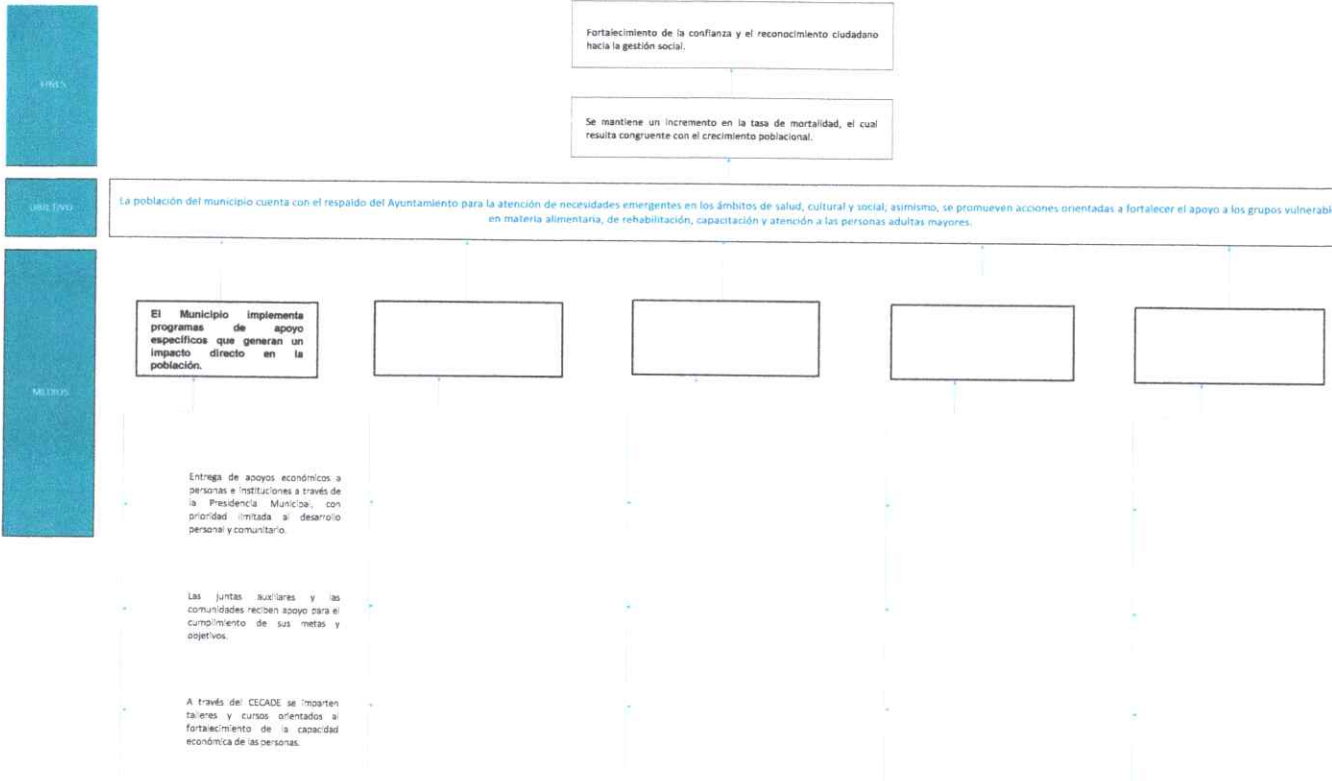 Fortalecimiento de la confianza y el reconocimiento ciudadano
hacia la gestión social.
FINES
Se mantiene un incremento en la tasa de mortalidad, el cual
resulta congruente con el crecimiento poblacional.
OBJETIVO
La población del municipio cuenta con el respaldo del Ayuntamiento para la atención de necesidades emergentes en los ámbitos de salud, cultural y social; asimismo, se promueven acciones orientadas a fortalecer el apoyo a los grupos vulnerabl
en materia alimentaria, de rehabilitación, capacitación y atención a las personas adultas mayores.
El Municipio implementa
programas de apoyo
específicos que generan un
impacto directo en la
población.
MEDIOS
Entrega de apoyos económicos a
personas e instituciones a través de
la Presidencia Municipal, con
prioridad limitada al desarrollo
personal y comunitario.
Las juntas auxiliares y las
comunidades reciben apoyo para el
cumplimiento de sus metas y
objetivos.
A través del CECADE se imparten
talleres y cursos orientados al
fortalecimiento de la capacidad
económica de las personas.